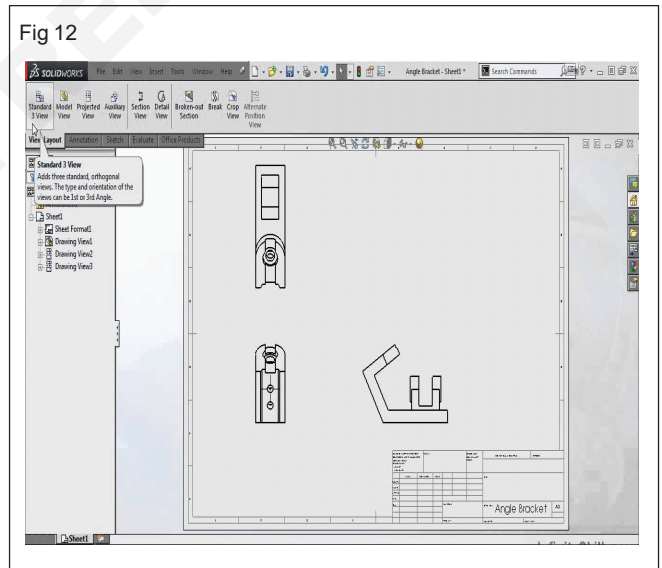 Fig 12
SOLIDWORKS File Edit View Insert Tools Window Help Angle Bracket - Sheet1 * Search Commands ?
Standard 3 View
Model View
Projected View
Auxiliary View
Section View
Detail View
Broken-out Section
Break
Crop View
Alternate Position View
View Layout Annotation Sketch Evaluate Office Products
Standard 3 View
Adds three standard, orthogonal
views. The type and orientation of the
views can be 1st or 3rd Angle.
Sheet1
Sheet Format1
Drawing View1
Drawing View2
Drawing View3
Angle Bracket A3
Sheet1